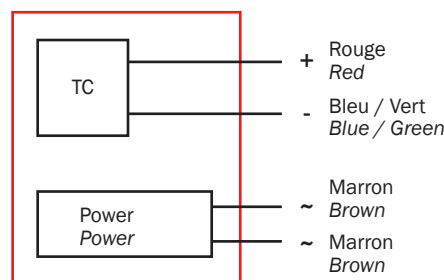 TC
+ Rouge
Red
- Bleu / Vert
Blue / Green
Power
Power
~ Marron
Brown
~ Marron
Brown